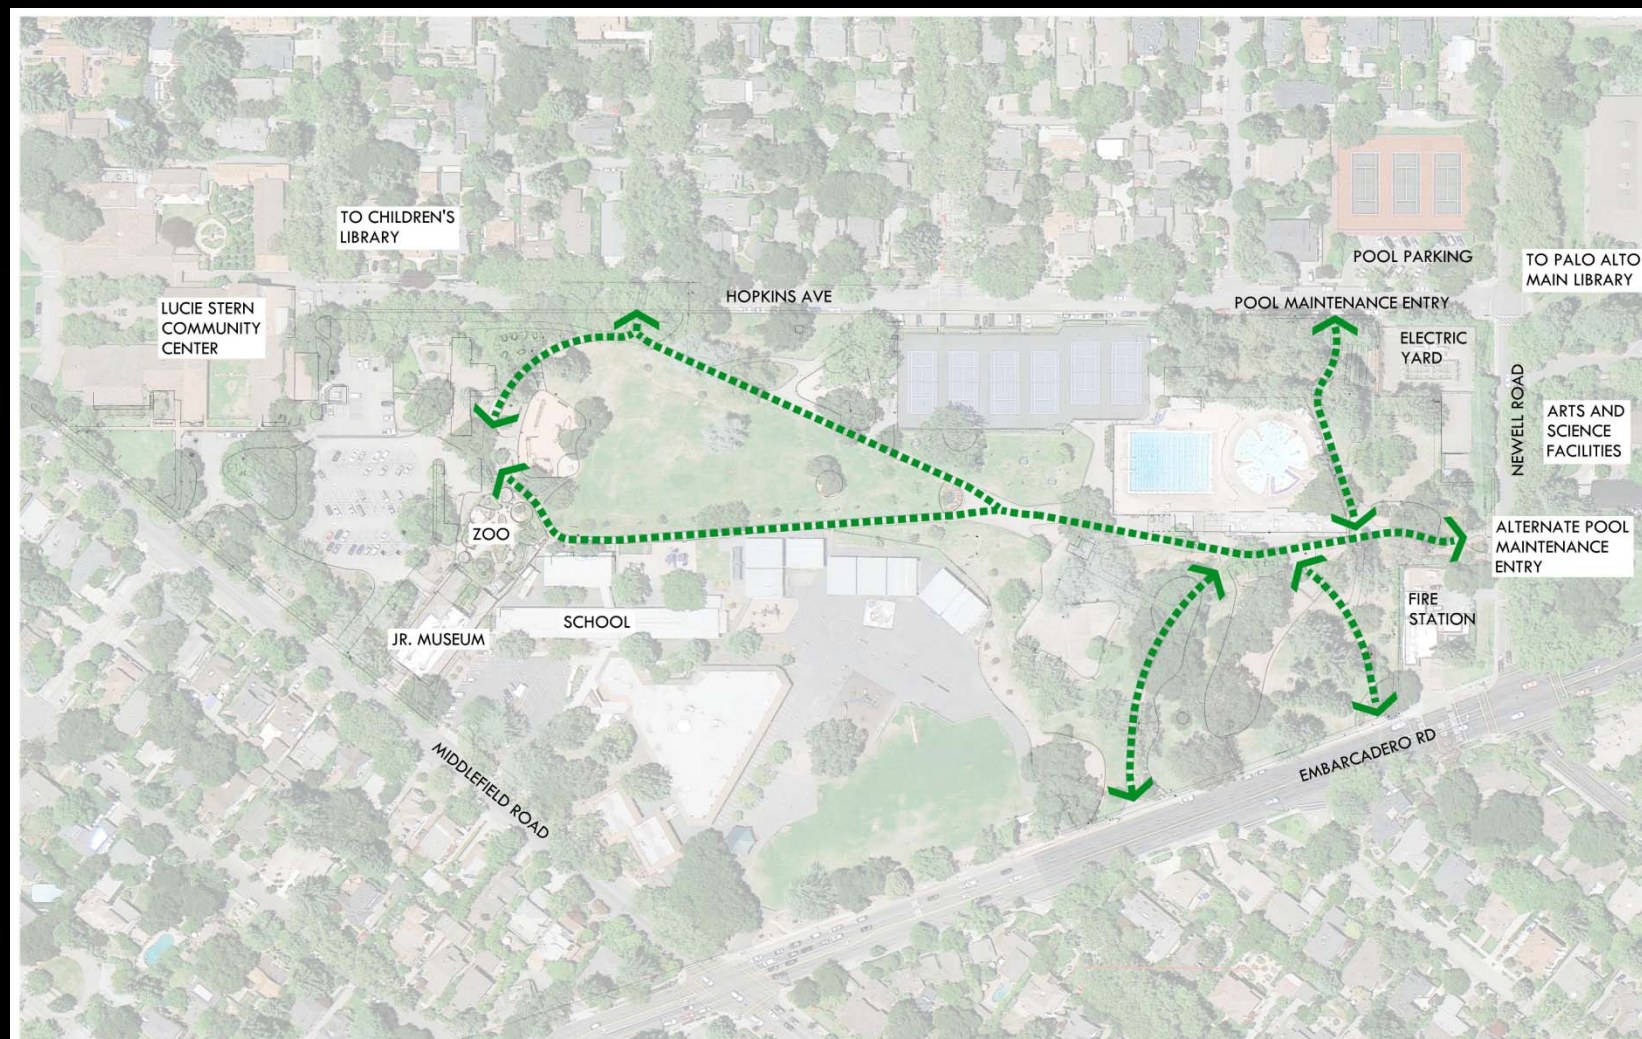 TO CHILDREN'S
LIBRARY
POOL PARKING
TO PALO ALTO
MAIN LIBRARY
LUCIE STERN
COMMUNITY
CENTER
HOPKINS AVE
POOL MAINTENANCE ENTRY
ELECTRIC
YARD
NEWELL ROAD
ARTS AND
SCIENCE
FACILITIES
ZOO
ALTERNATE POOL
MAINTENANCE
ENTRY
FIRE
STATION
SCHOOL
JR. MUSEUM
MIDDLEFIELD ROAD
EMBARCADERO RD